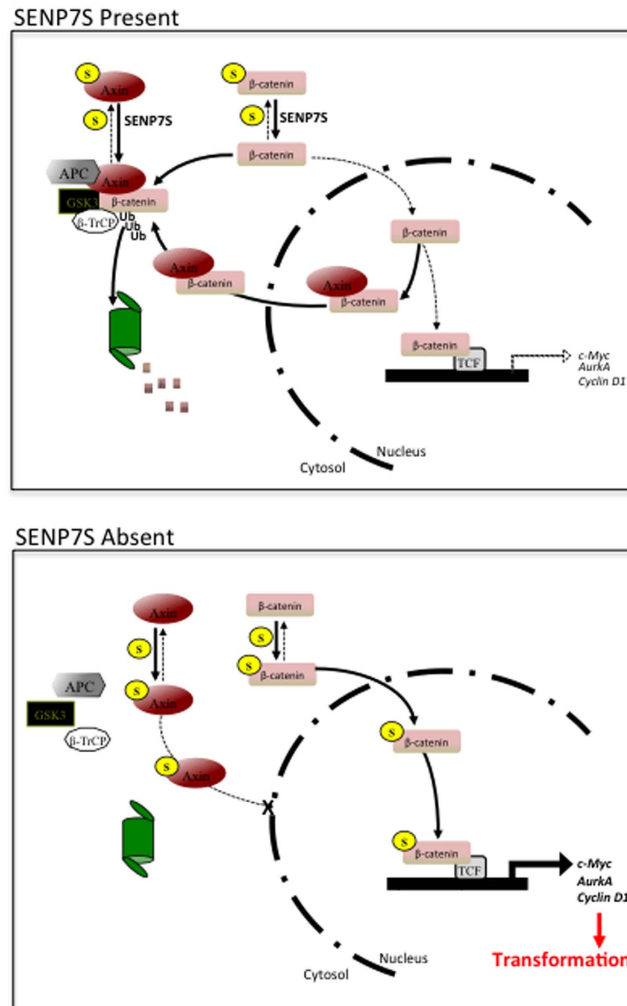 SENP7S Present
S
S
Axin
β-catenin
S
SENP7S
S
SENP7S
APC
Axin
β-catenin
GSK3
β-catenin
β-TrCP
Ub
Ub
Ub
β-catenin
Axin
β-catenin
Axin
β-catenin
β-catenin
TCF
c-Myc
AurkA
Cyclin D1
Nucleus
Cytosol
SENP7S Absent
Axin
β-catenin
S
S
APC
S
Axin
S
β-catenin
GSK3
β-TrCP
S
β-catenin
S
Axin
X
S
β-catenin
TCF
c-Myc
AurkA
Cyclin D1
Transformation
Nucleus
Cytosol